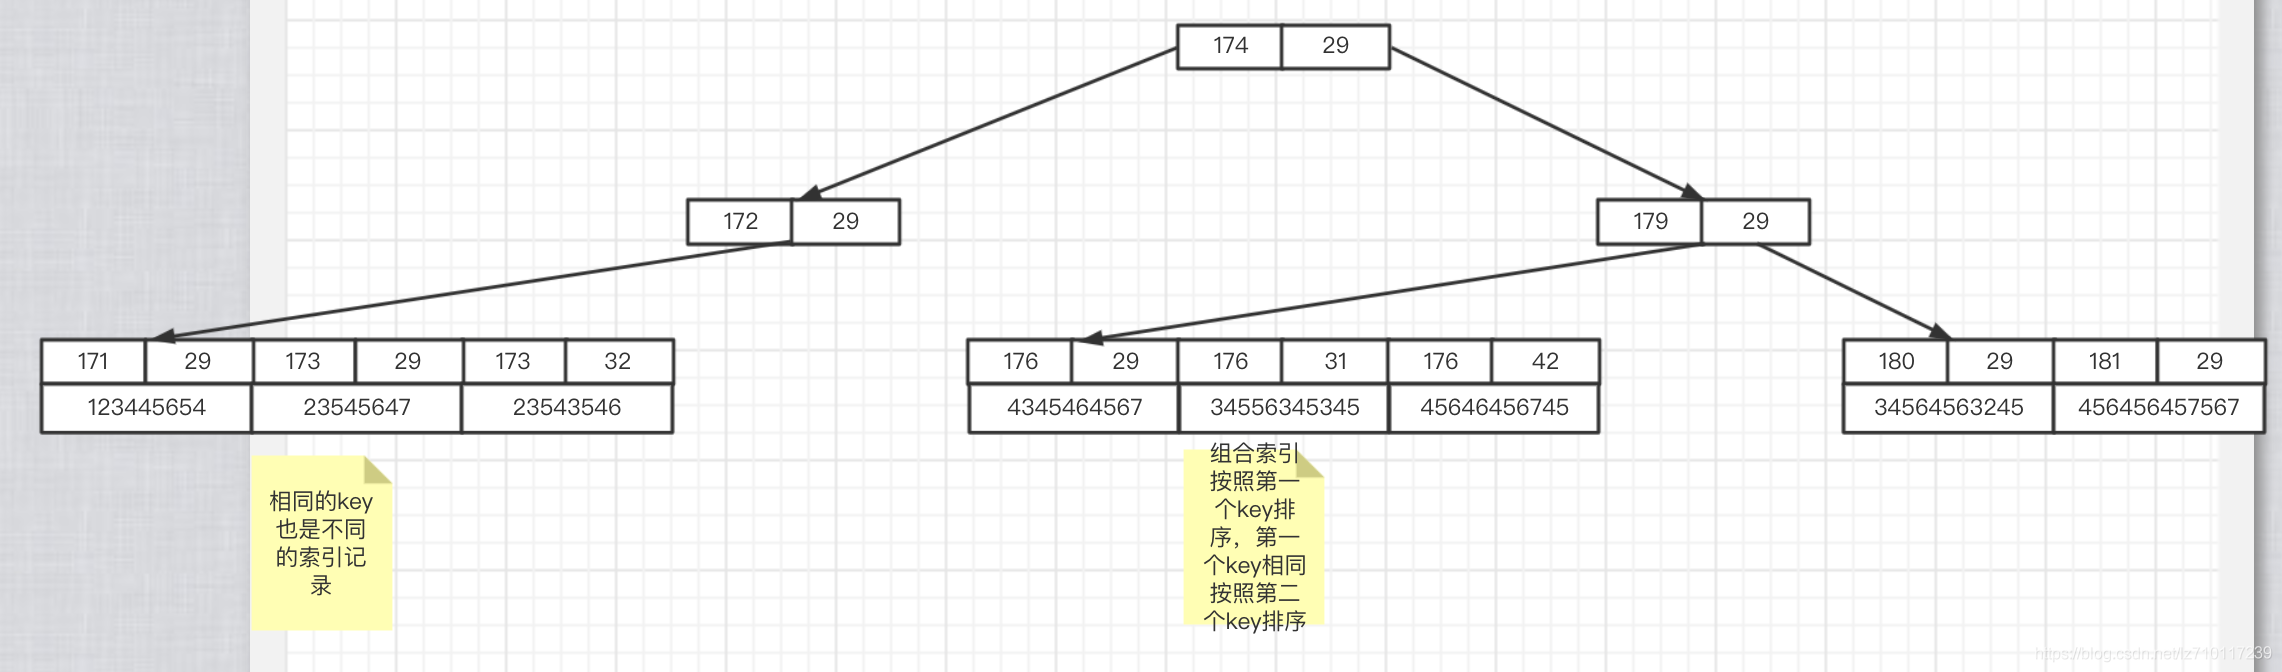 174 29
172 29
179 29
171 29 173 29 173 32
123445654 23545647 23543546
176 29 176 31 176 42
4345464567 34556345345 45646456745
180 29 181 29
34564563245 456456457567
相同的key
也是不同
的索引记
录
组合索引
按照第一
个key排
序，第一
个key相同
按照第二
个key排序
https://blog.csdn.net/lz710117239